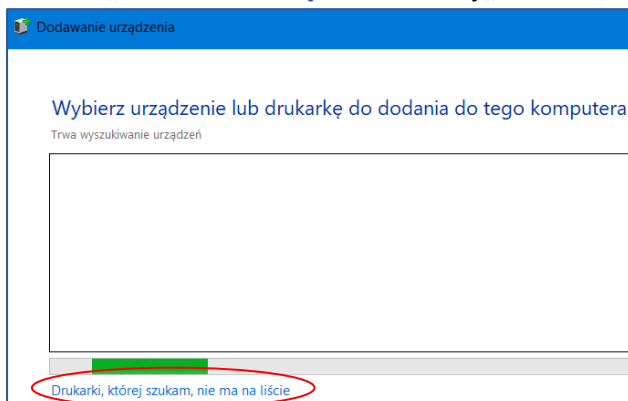 Dodawanie urządzenia
Wybierz urządzenie lub drukarkę do dodania do tego komputera
Trwa wyszukiwanie urządzeń
Drukarki, której szukam, nie ma na liście